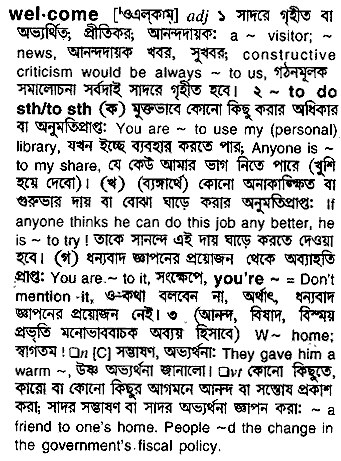 wel·come [ˈওএল্‌কাম্] adj ১ সাদরে গৃহীত বা
অভ্যর্থিত; প্রীতিকর; আনন্দদায়ক: a ~ visitor; ~
news, আনন্দদায়ক খবর, সুখবর; constructive
criticism would be always ~ to us, গঠনমূলক
সমালোচনা সর্বদাই সাদরে গৃহীত হবে। ২ ~ to do
sth/to sth (ক) মুক্তভাবে কোনো কিছু করার অধিকার
বা অনুমতিপ্রাপ্ত: You are ~ to use my (personal)
library, যখন ইচ্ছে ব্যবহার করতে পার; Anyone is ~
to my share, যে কেউ আমার ভাগ নিতে পারে (খুশি
হয়ে দেবো)। (খ) (ব্যঙ্গার্থে) কোনো অনাকাঙ্ক্ষিত বা
গুরুভার দায় বা বোঝা ঘাড়ে করার অনুমতিপ্রাপ্ত: If
anyone thinks he can do this job any better, he
is ~ to try ! তাকে সানন্দে এই দায় ঘাড়ে করতে দেওয়া
হবে। (গ) ধন্যবাদ জ্ঞাপনের প্রয়োজন থেকে অব্যাহতি
প্রাপ্ত: You are ~ to it, সংক্ষেপে, you're ~ = Don't
mention it, ও-কথা বলবেন না, অর্থাৎ, ধন্যবাদ
জ্ঞাপনের প্রয়োজন নেই। ৩ (আনন্দ, বিষাদ, বিস্ময়
প্রভৃতি মনোভাববাচক অব্যয় হিসাবে) W~ home;
স্বাগতম ! □n [C] সম্ভাষণ, অভ্যর্থনা: They gave him a
warm ~, উষ্ণ অভ্যর্থনা জানালো। □vt কোনো কিছুতে,
কারো বা কোনো কিছুর আগমনে আনন্দ বা সন্তোষ প্রকাশ
করা; সাদর সম্ভাষণ বা সাদর অভ্যর্থনা জ্ঞাপন করা: ~ a
friend to one's home. People ~d the change in
the government's fiscal policy.